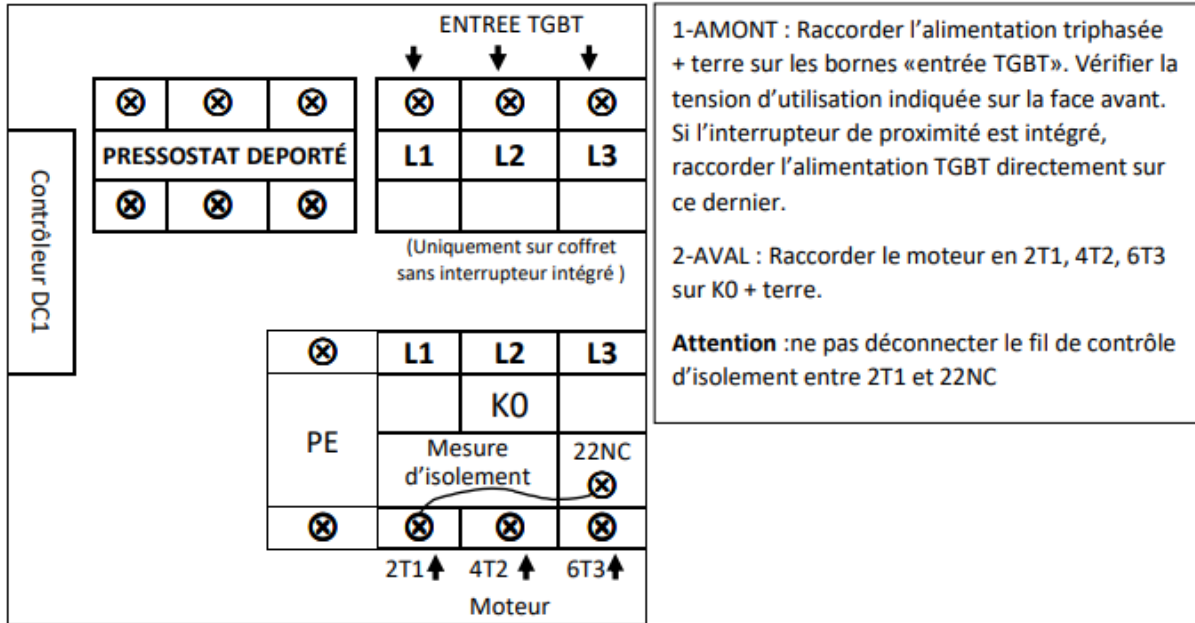 ENTREE TGBT
PRESSOSTAT DEPORTÉ
L1 L2 L3
Contrôleur DC1
(Uniquement sur coffret
sans interrupteur intégré )
L1 L2 L3
K0
PE
Mesure
d’isolement
22NC
2T1 4T2 6T3
Moteur
1-AMONT : Raccorder l’alimentation triphasée
+ terre sur les bornes «entrée TGBT». Vérifier la
tension d’utilisation indiquée sur la face avant.
Si l’interrupteur de proximité est intégré,
raccorder l’alimentation TGBT directement sur
ce dernier.
2-AVAL : Raccorder le moteur en 2T1, 4T2, 6T3
sur K0 + terre.
Attention :ne pas déconnecter le fil de contrôle
d’isolement entre 2T1 et 22NC